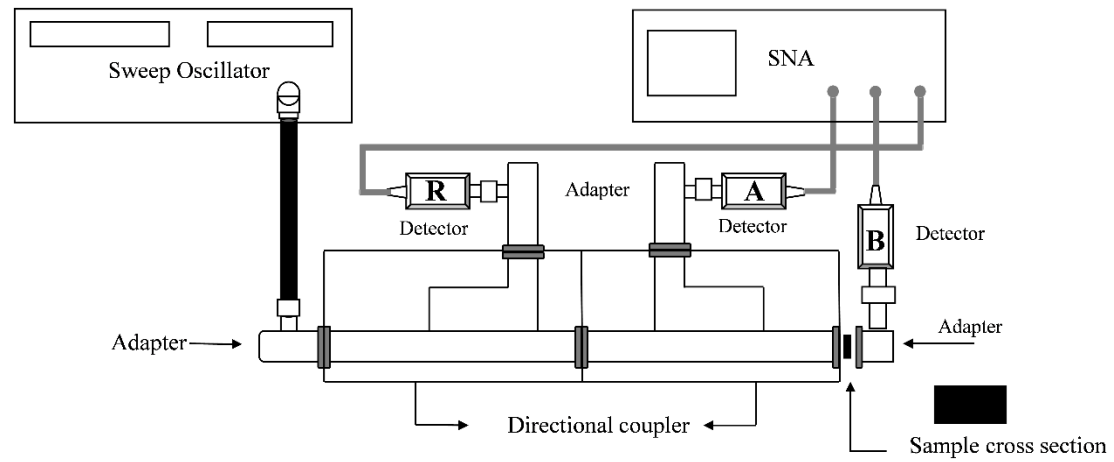 Sweep Oscillator
SNA
R
Adapter
A
Detector
Detector
B
Detector
Adapter
Adapter
Directional coupler
Sample cross section